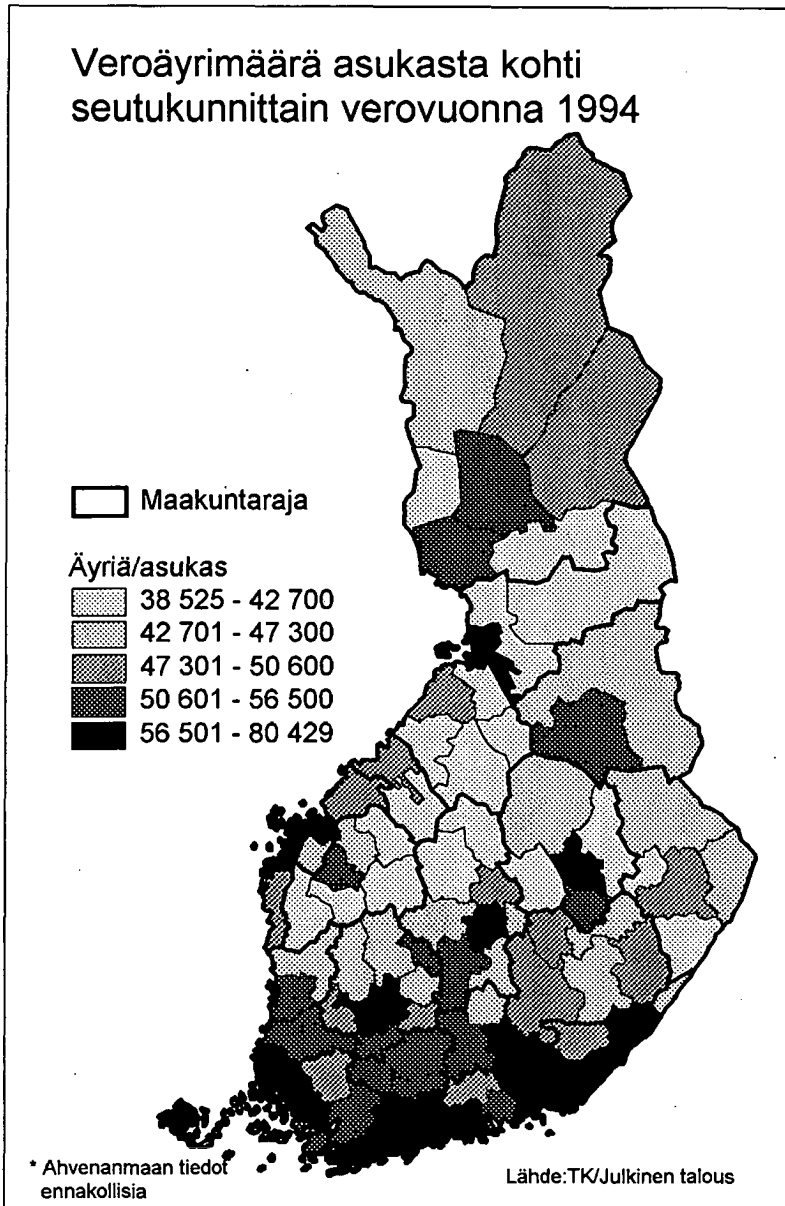 Veroäyrimäärä asukasta kohti
seutukunnittain verovuonna 1994
Maakuntaraja
Äyriä/asukas
38 525 - 42 700
42 701 - 47 300
47 301 - 50 600
50 601 - 56 500
56 501 - 80 429
* Ahvenanmaan tiedot
ennakollisia
Lähde:TK/Julkinen talous